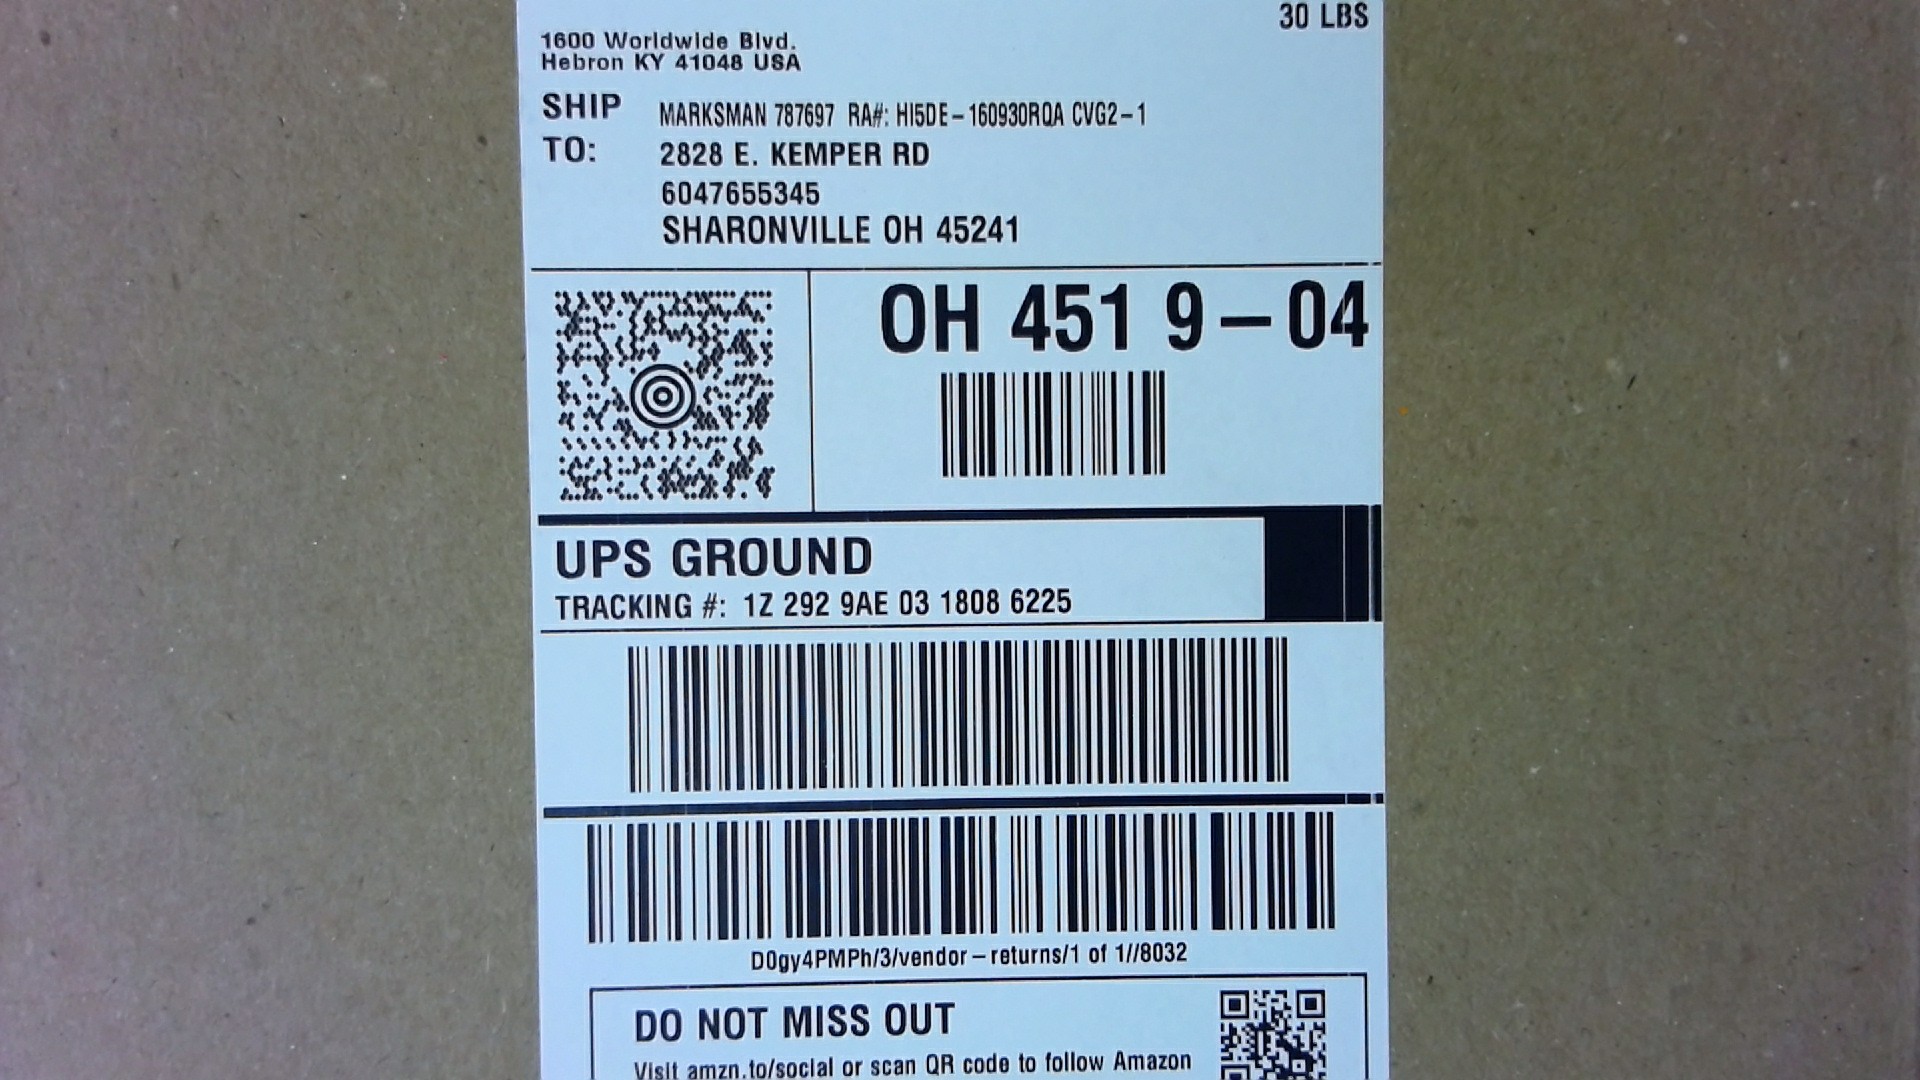 30 LBS
1600 Worldwide Blvd.
Hebron KY 41048 USA
SHIP TO:
MARKSMAN 787697 RA#: HI5DE-160930RQA CVG2-1
2828 E. KEMPER RD
6047655345
SHARONVILLE OH 45241
OH 451 9-04
UPS GROUND
TRACKING #: 1Z 292 9AE 03 1808 6225
D0gy4PMPh/3/vendor-returns/1 of 1//8032
DO NOT MISS OUT
Visit amzn.to/social or scan QR code to follow Amazon